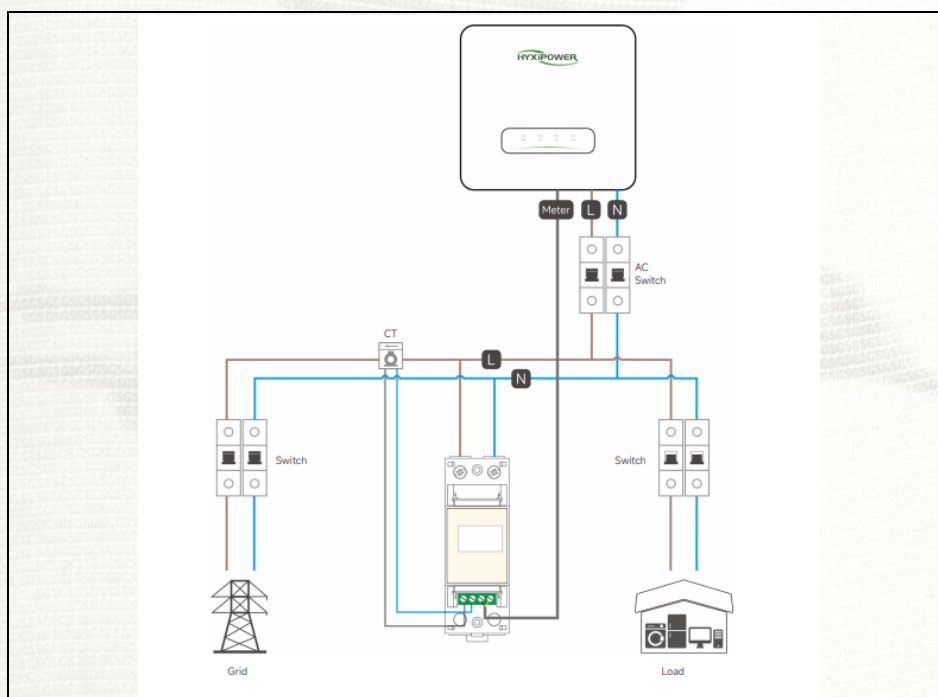 HYXiPOWER
Meter L N
AC
Switch
CT
L
N
Switch
Switch
Grid
Load